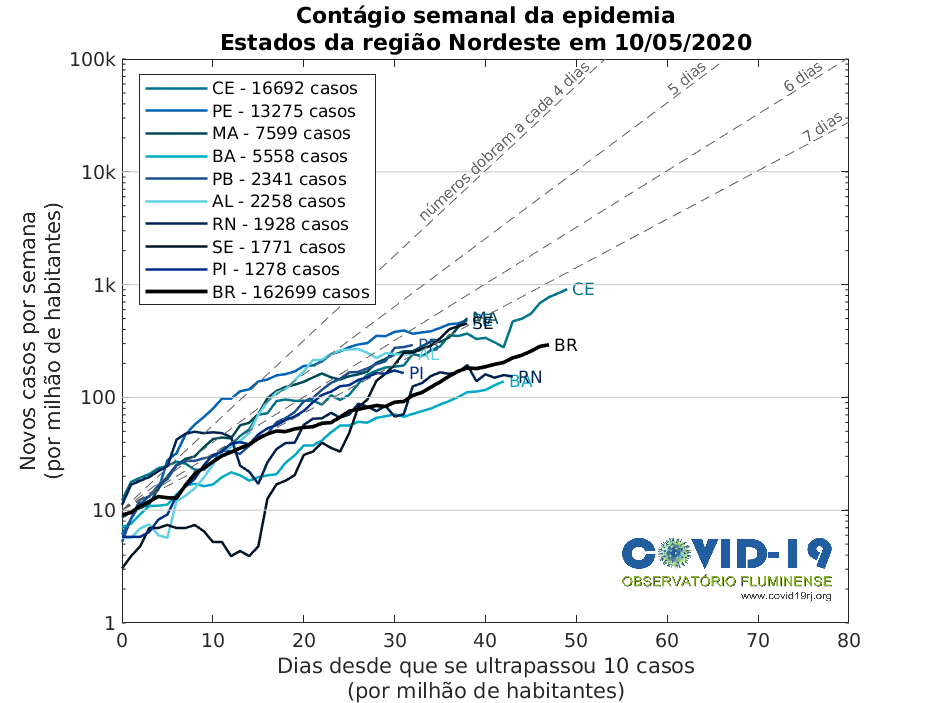 Contágio semanal da epidemia
Estados da região Nordeste em 10/05/2020
Novos casos por semana
(por milhão de habitantes)
100k
10k
1k
100
10
1
CE - 16692 casos
PE - 13275 casos
MA - 7599 casos
BA - 5558 casos
PB - 2341 casos
AL - 2258 casos
RN - 1928 casos
SE - 1771 casos
PI - 1278 casos
BR - 162699 casos
números dobram a cada 4 dias
5 dias
6 dias
7 dias
CE
MA
SE
BR
AL
PI
RN
BA
COVID-19
OBSERVATÓRIO FLUMINENSE
www.covid19rj.org
0 10 20 30 40 50 60 70 80
Dias desde que se ultrapassou 10 casos
(por milhão de habitantes)